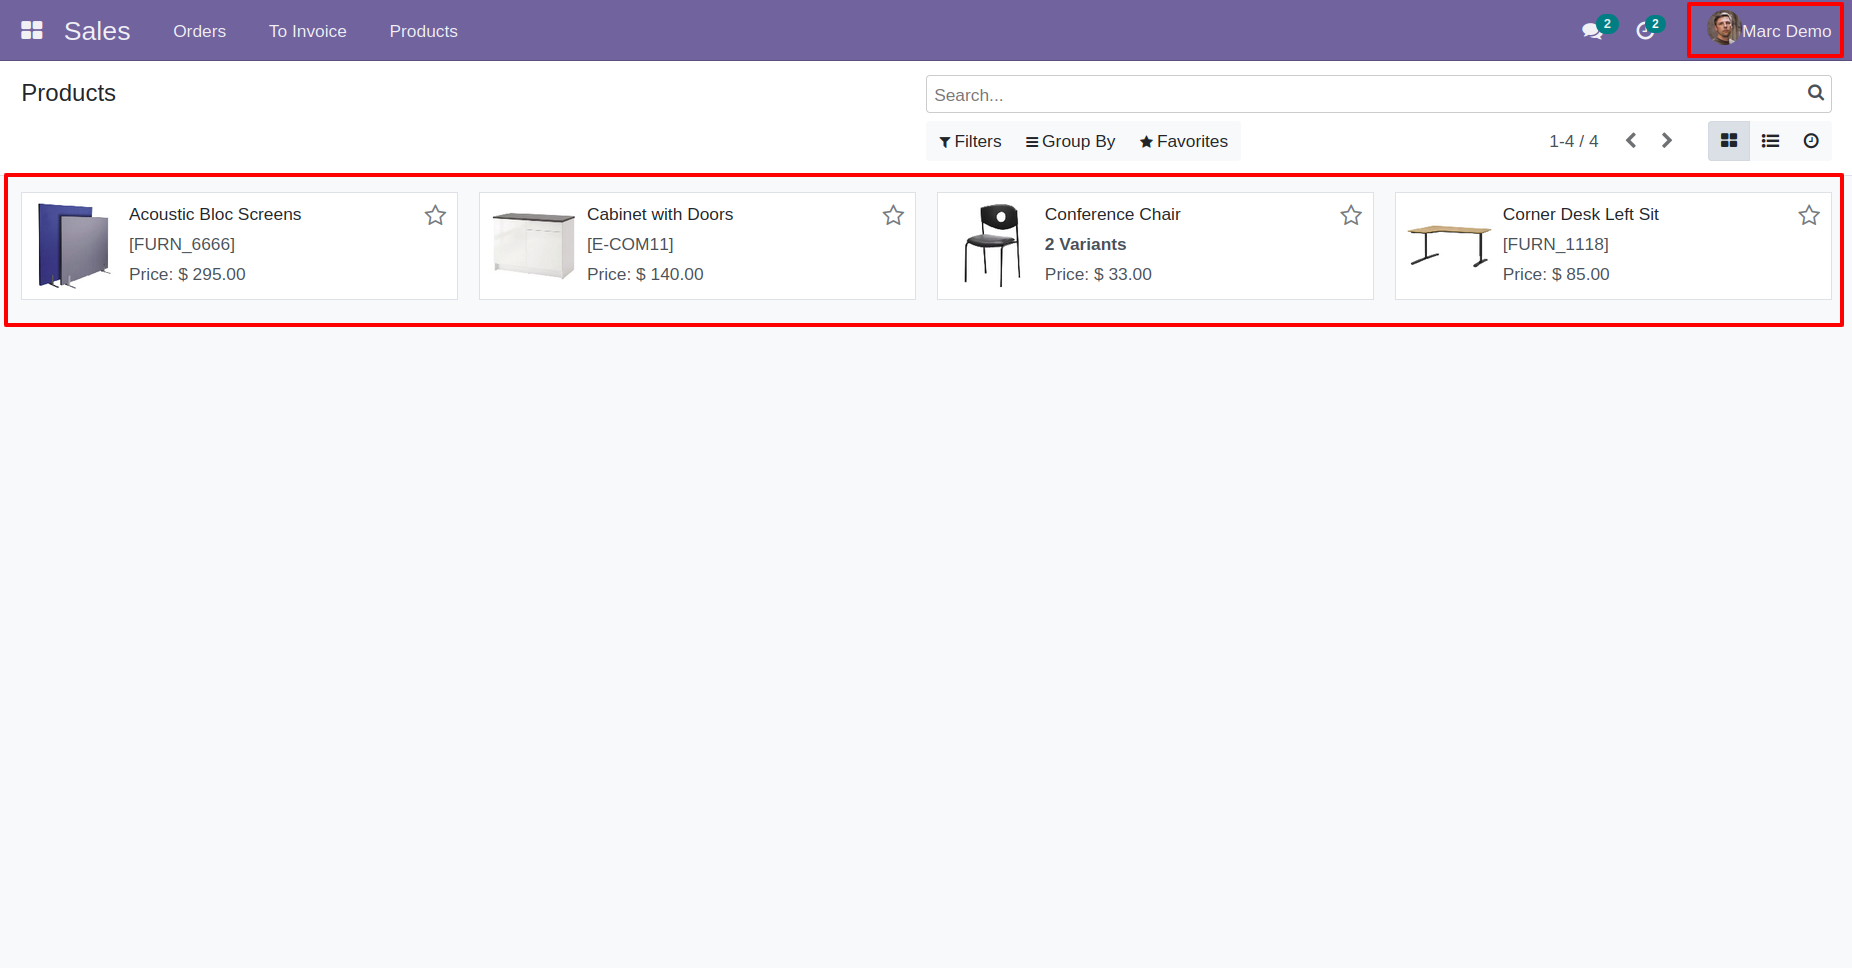 Sales Orders To Invoice Products 2 2 Marc Demo
Products
Search...
Filters Group By Favorites 1-4 / 4
Acoustic Bloc Screens
[FURN_6666]
Price: $ 295.00
Cabinet with Doors
[E-COM11]
Price: $ 140.00
Conference Chair
2 Variants
Price: $ 33.00
Corner Desk Left Sit
[FURN_1118]
Price: $ 85.00